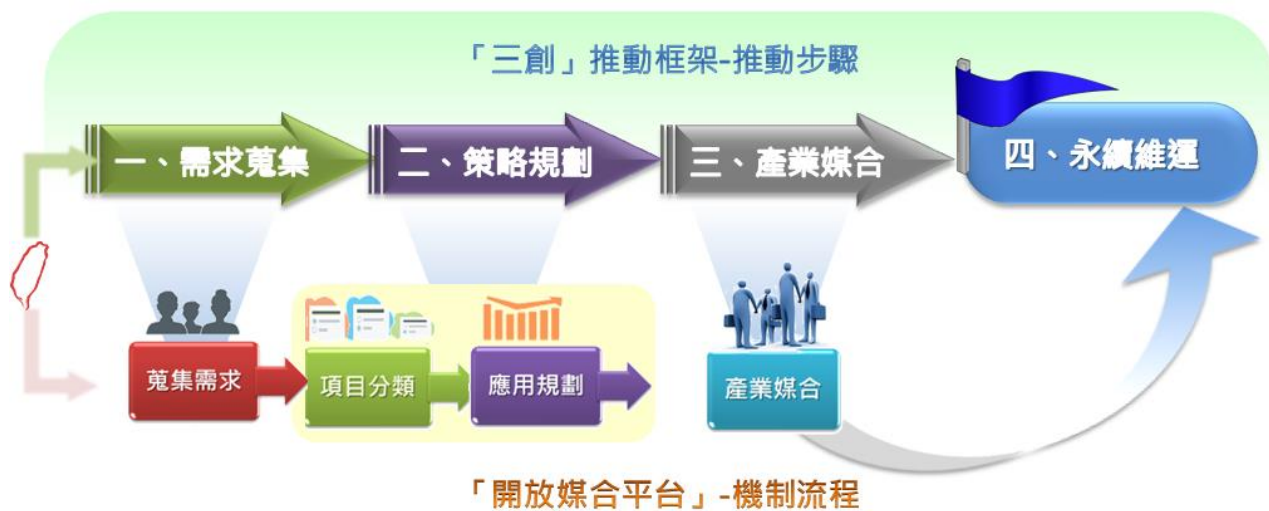 「三創」推動框架-推動步驟
一、需求蒐集
二、策略規劃
三、產業媒合
四、永續維運
蒐集需求
項目分類
應用規劃
產業媒合
「開放媒合平台」-機制流程